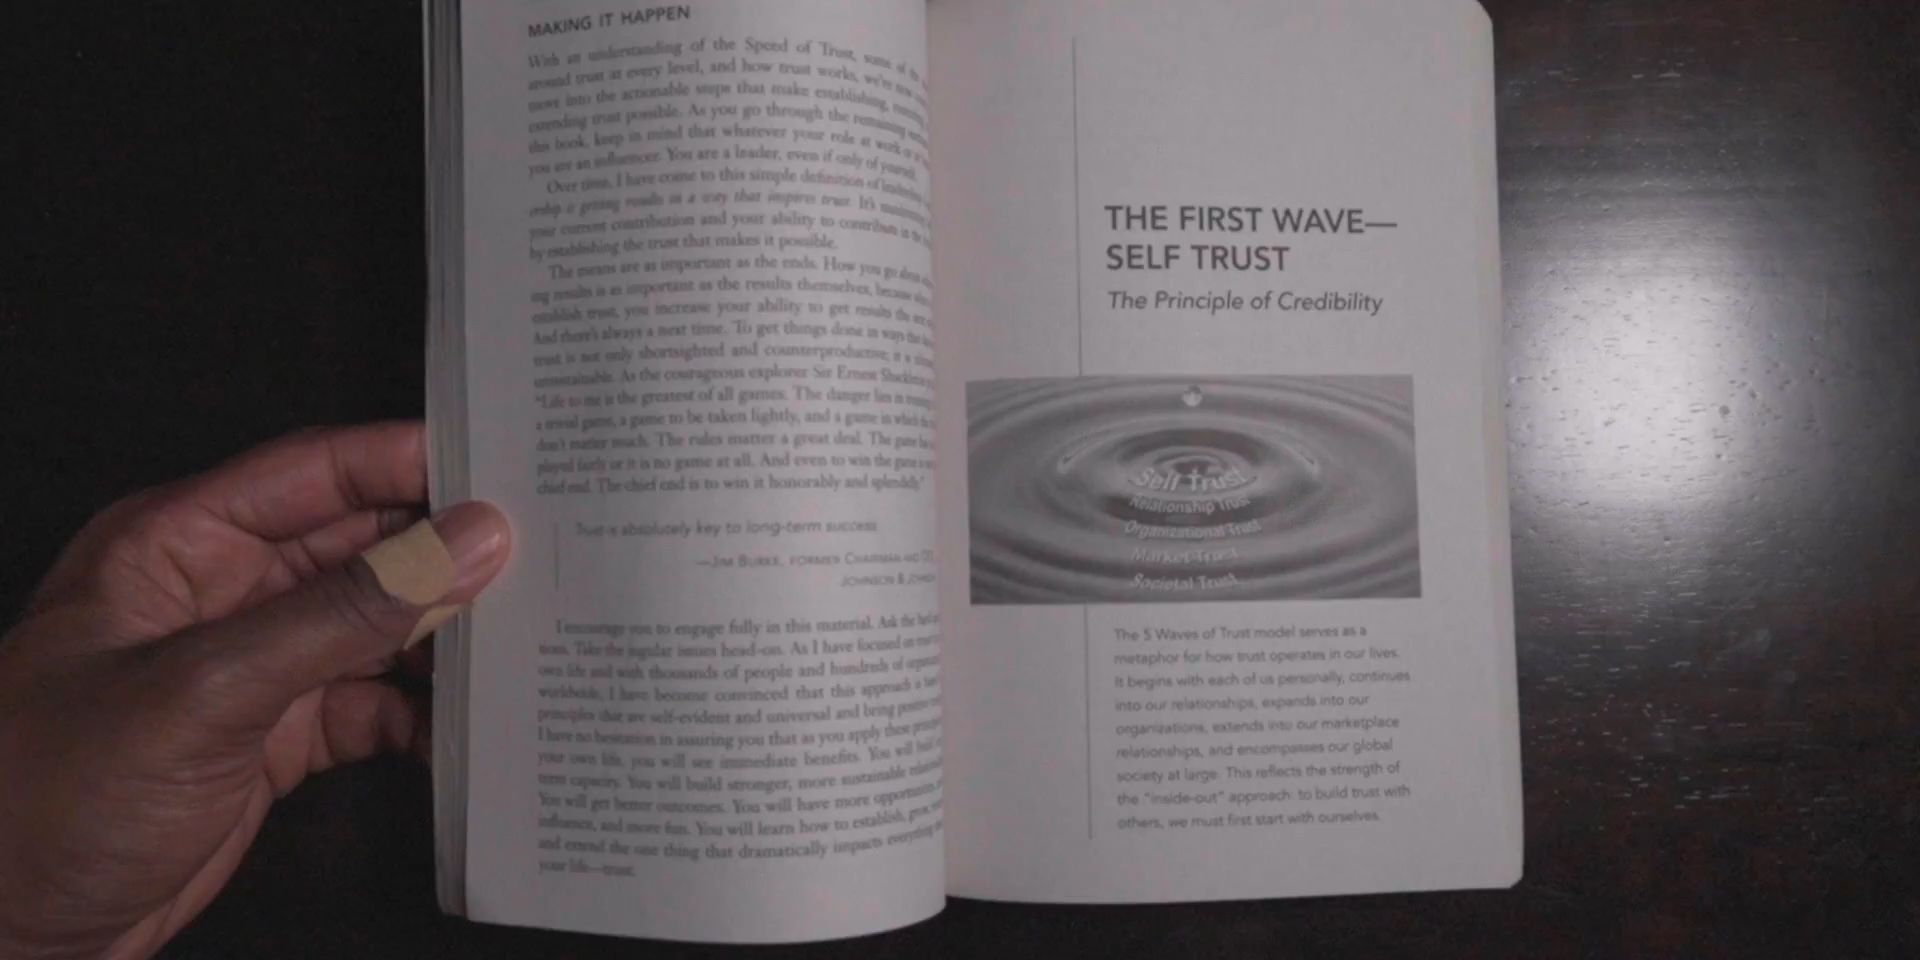 MAKING IT HAPPEN
With an understanding of the Speed of Trust, some of the
around trust at every level, and how trust works, we're now
move into the actionable steps that make establishing,
extending trust possible. As you go through the remaining
this book, keep in mind that whatever your role at work or
you are an influencer. You are a leader, even if only of yourself.
Over time, I have come to this simple definition of
ership is getting results in a way that inspires trust. It's
your current contribution and your ability to contribute in the
by establishing the trust that makes it possible.
The means are as important as the ends. How you go about
ing results is as important as the results themselves, because
establish trust, you increase your ability to get results the
And there's always a next time. To get things done in ways
trust is not only shortsighted and counterproductive; it is
unsustainable. As the courageous explorer Sir Ernest
"Life to me is the greatest of all games. The danger lies in
a trivial game, a game to be taken lightly, and a game in which
don't matter much. The rules matter a great deal. The game
played fairly or it is no game at all. And even to win the game
chief end. The chief end is to win it honorably and splendidly."
Trust is absolutely key to long-term success.
—JIM BURKE, FORMER CHAIRMAN AND
JOHNSON &
I encourage you to engage fully in this material. Ask the
tions. Take the jugular issues head-on. As I have focused on
own life and with thousands of people and hundreds of
worldwide, I have become convinced that this approach is
principles that are self-evident and universal and bring
I have no hesitation in assuring you that as you apply these
your own life, you will see immediate benefits. You will
term capacity. You will build stronger, more sustainable
You will get better outcomes. You will have more
influence, and more fun. You will learn how to establish,
and extend the one thing that dramatically impacts everything
your life—trust.
THE FIRST WAVE—
SELF TRUST
The Principle of Credibility
Self Trust
Relationship Trust
Organizational Trust
Market Trust
Societal Trust
The 5 Waves of Trust model serves as a
metaphor for how trust operates in our lives.
It begins with each of us personally, continues
into our relationships, expands into our
organizations, extends into our marketplace
relationships, and encompasses our global
society at large. This reflects the strength of
the "inside-out" approach: to build trust with
others, we must first start with ourselves.